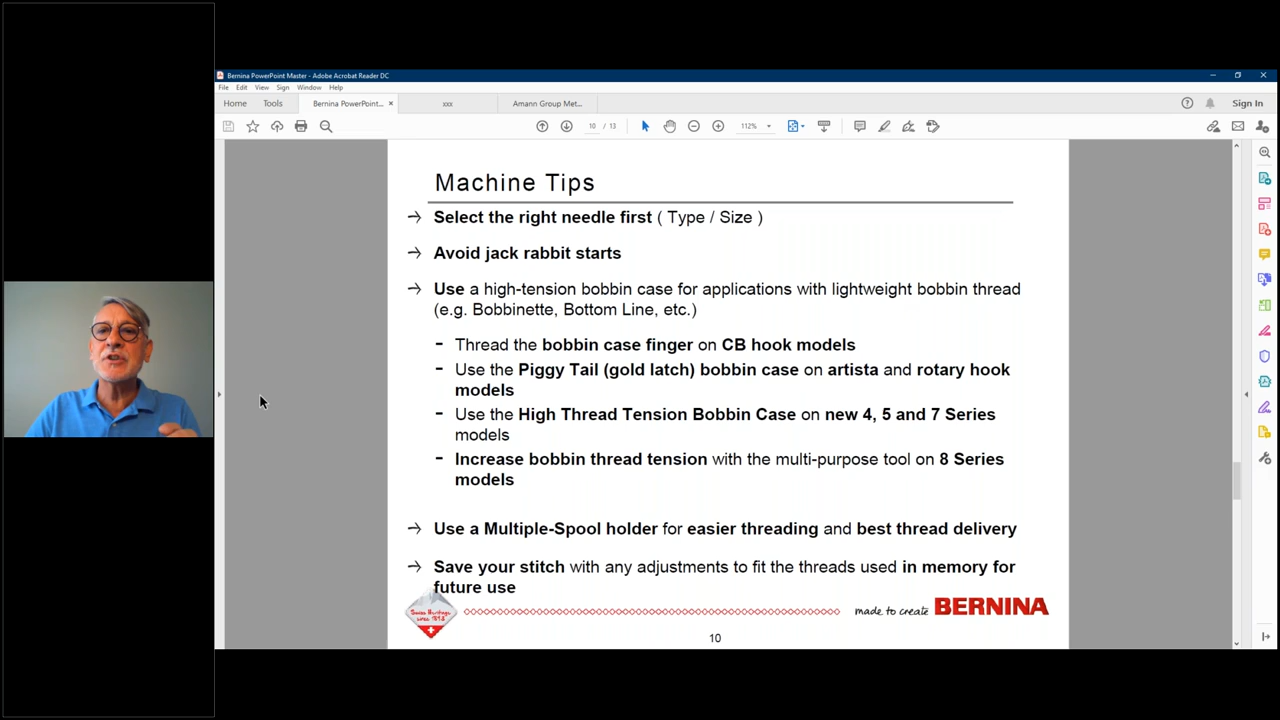 Bernina PowerPoint Master - Adobe Acrobat Reader DC
File Edit View Sign Window Help
Home Tools Bernina PowerPoint... × xxx Amann Group Met... Sign In
10 / 13 112%
Machine Tips
→ Select the right needle first ( Type / Size )
→ Avoid jack rabbit starts
→ Use a high-tension bobbin case for applications with lightweight bobbin thread
(e.g. Bobbinette, Bottom Line, etc.)
- Thread the bobbin case finger on CB hook models
- Use the Piggy Tail (gold latch) bobbin case on artista and rotary hook
models
- Use the High Thread Tension Bobbin Case on new 4, 5 and 7 Series
models
- Increase bobbin thread tension with the multi-purpose tool on 8 Series
models
→ Use a Multiple-Spool holder for easier threading and best thread delivery
→ Save your stitch with any adjustments to fit the threads used in memory for
future use
Swiss Heritage
since 1893
made to create BERNINA
10